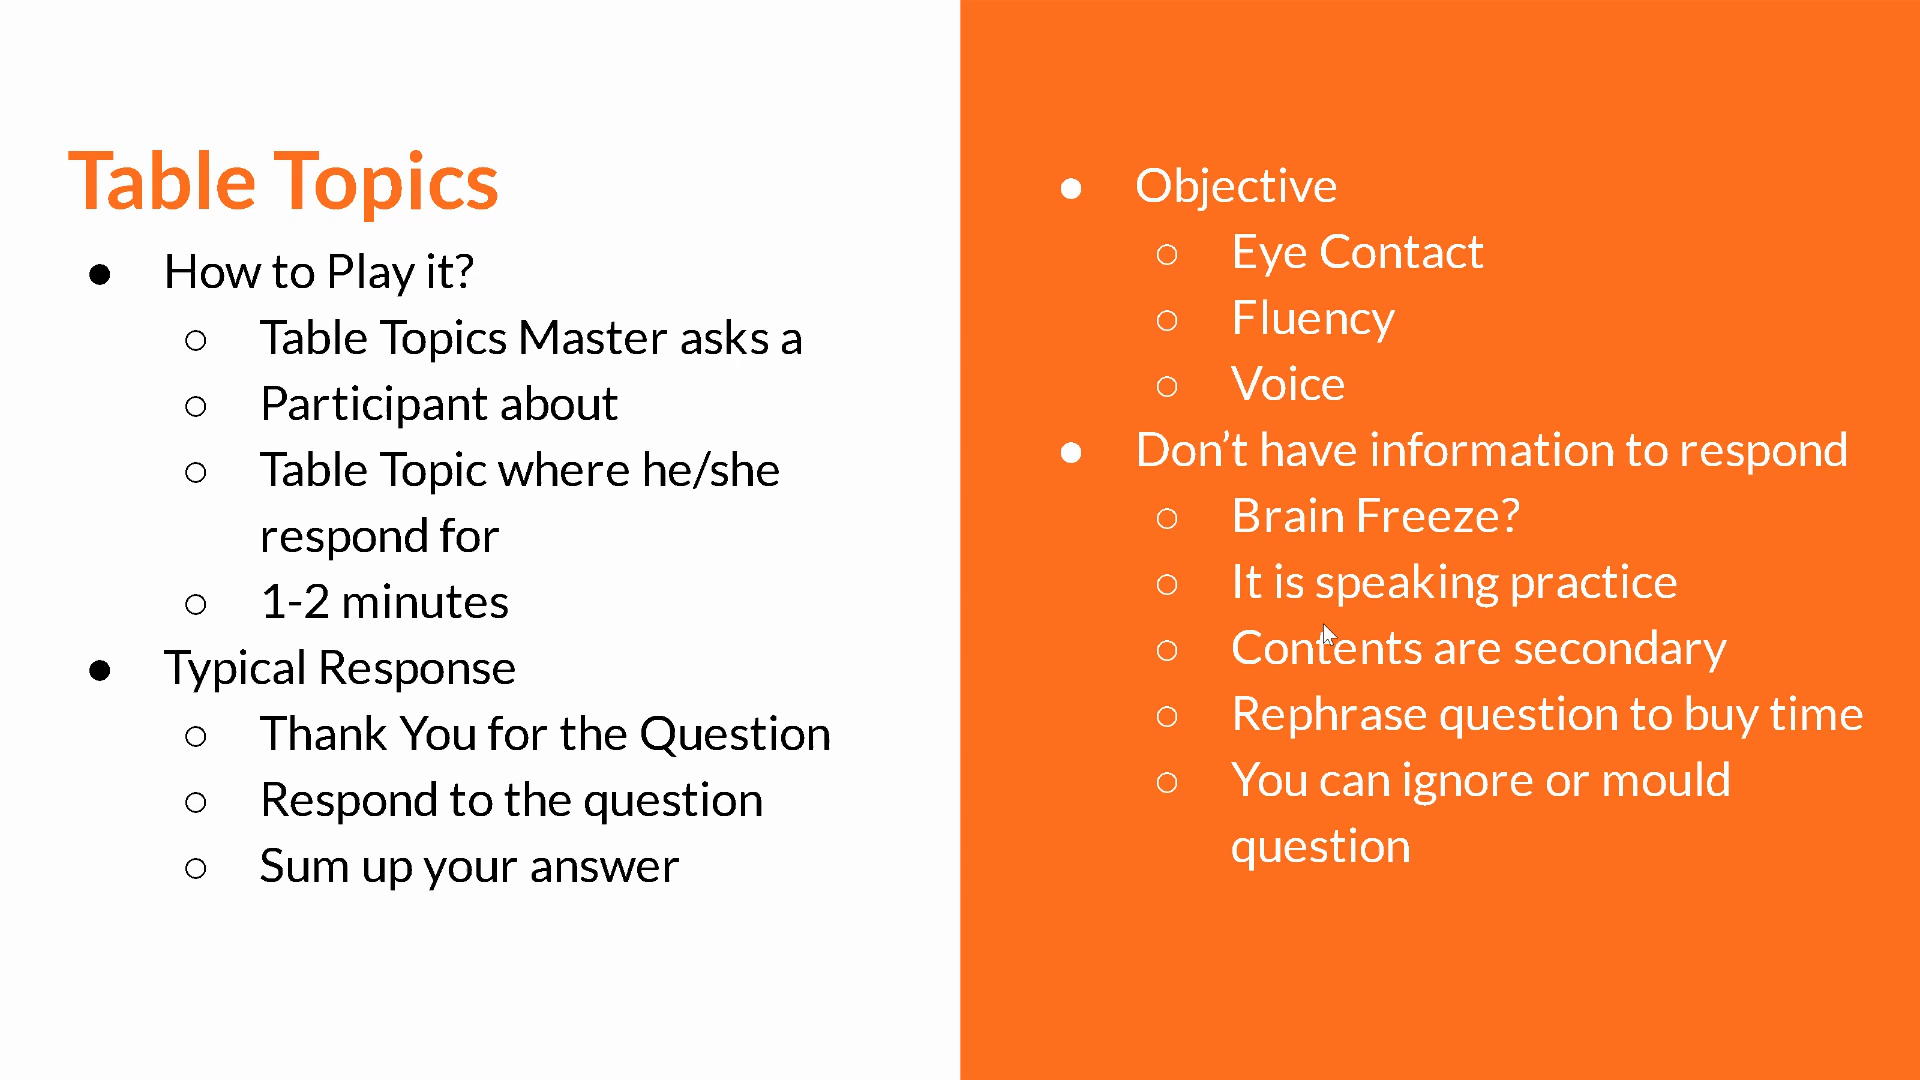 Table Topics
● How to Play it?
○ Table Topics Master asks a
○ Participant about
○ Table Topic where he/she
respond for
○ 1-2 minutes
● Typical Response
○ Thank You for the Question
○ Respond to the question
○ Sum up your answer
● Objective
○ Eye Contact
○ Fluency
○ Voice
● Don’t have information to respond
○ Brain Freeze?
○ It is speaking practice
○ Contents are secondary
○ Rephrase question to buy time
○ You can ignore or mould
question